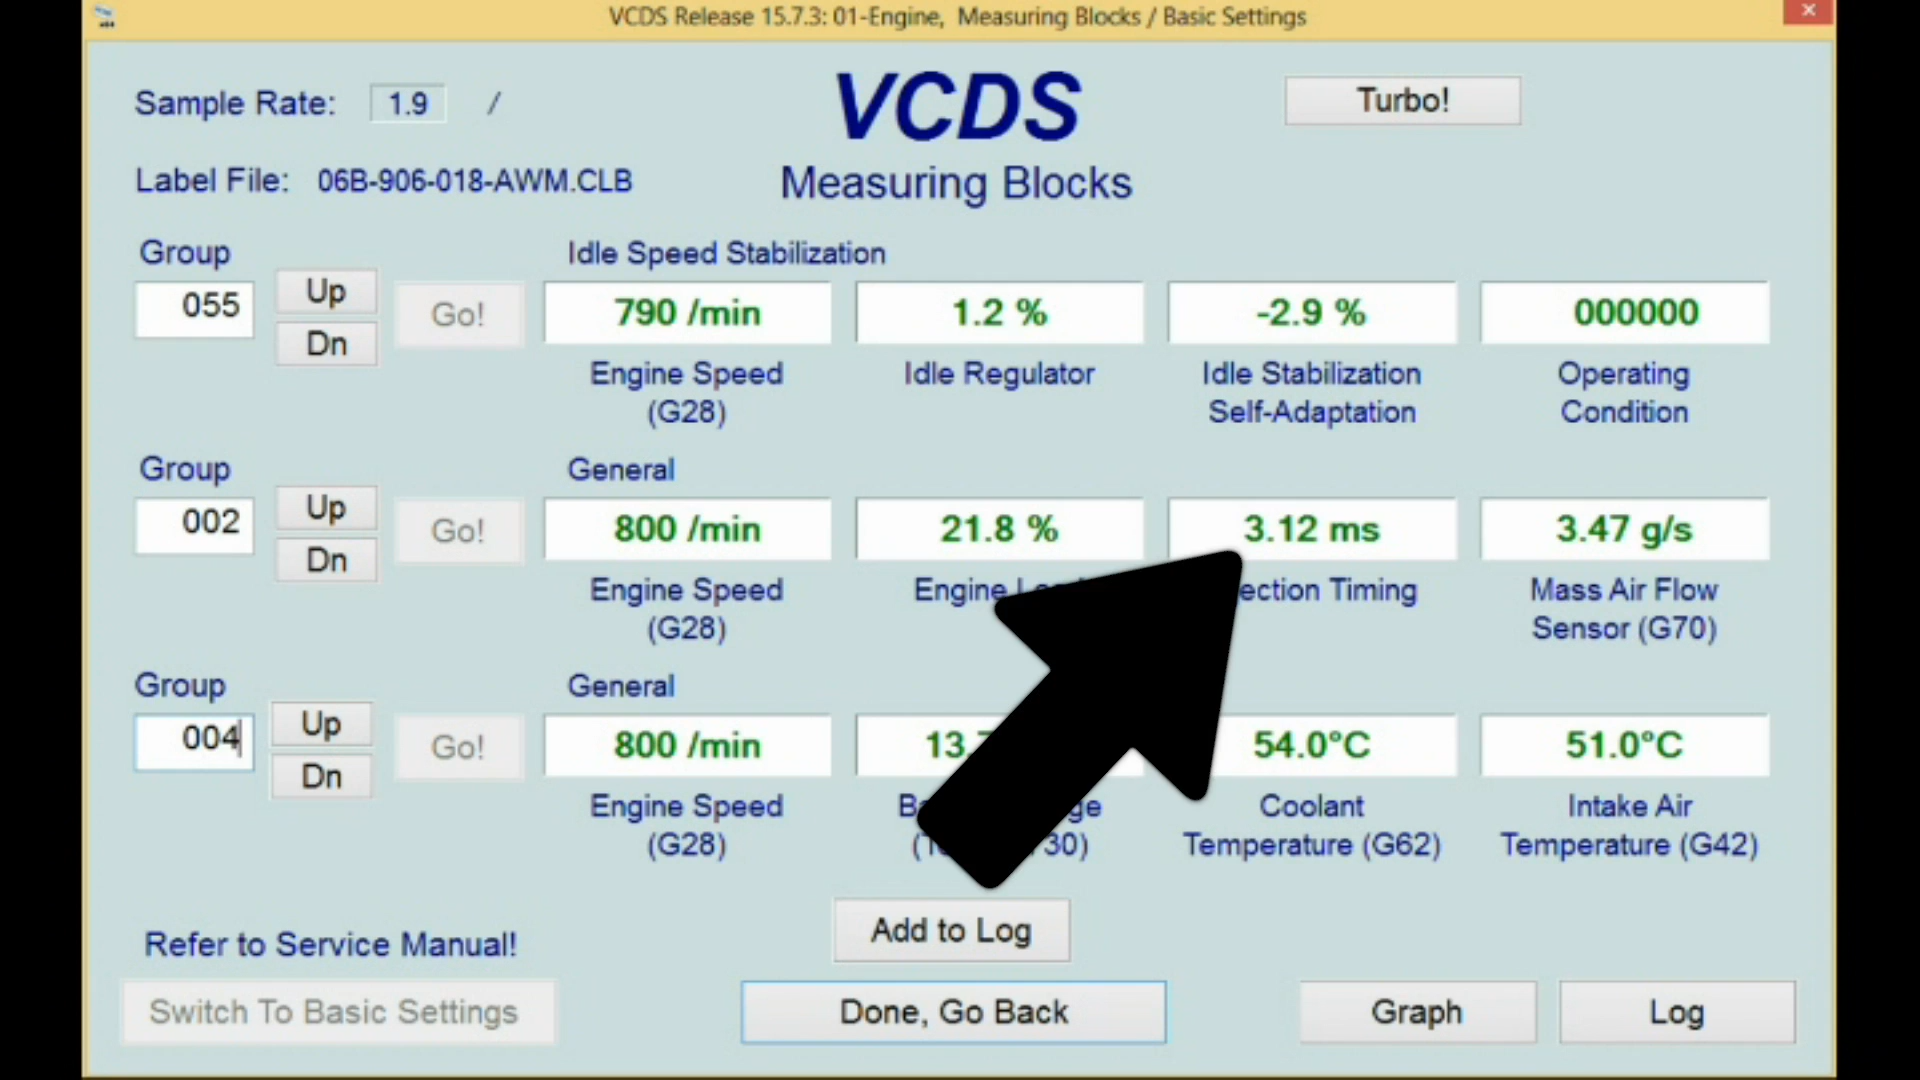 VCDS Release 15.7.3: 01-Engine, Measuring Blocks / Basic Settings
Sample Rate: 1.9 /
VCDS
Turbo!
Label File: 06B-906-018-AWM.CLB
Measuring Blocks
Group
Idle Speed Stabilization
055
Up
Dn
Go!
790 /min
1.2 %
-2.9 %
000000
Engine Speed
(G28)
Idle Regulator
Idle Stabilization
Self-Adaptation
Operating
Condition
Group
General
002
Up
Dn
Go!
800 /min
21.8 %
3.12 ms
3.47 g/s
Engine Speed
(G28)
Engine
Timing
Mass Air Flow
Sensor (G70)
Group
General
004
Up
Dn
Go!
800 /min
54.0°C
51.0°C
Engine Speed
(G28)
Coolant
Temperature (G62)
Intake Air
Temperature (G42)
Add to Log
Refer to Service Manual!
Switch To Basic Settings
Done, Go Back
Graph
Log